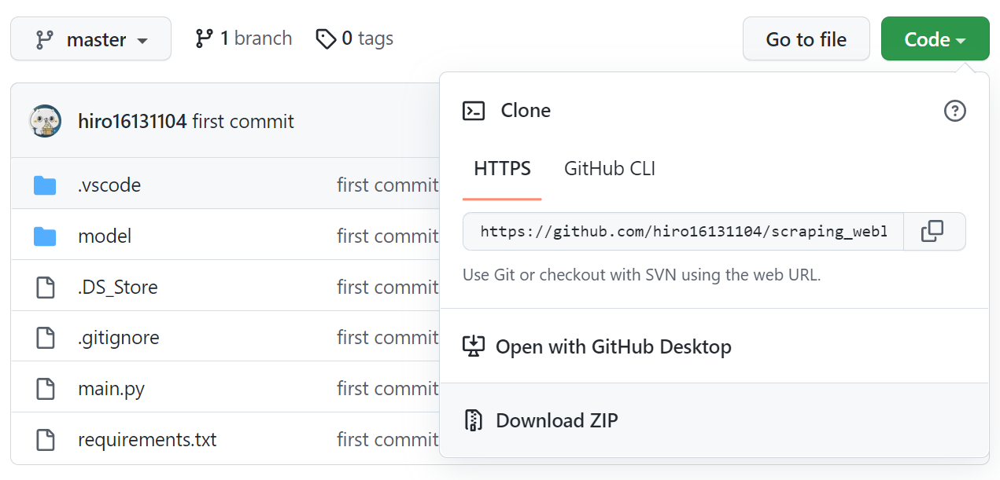 master 1 branch 0 tags Go to file Code
hiro16131104 first commit
.vscode first commit
model first commit
.DS_Store first commit
.gitignore first commit
main.py first commit
requirements.txt first commit
Clone
HTTPS GitHub CLI
https://github.com/hiro16131104/scraping_webl
Use Git or checkout with SVN using the web URL.
Open with GitHub Desktop
Download ZIP